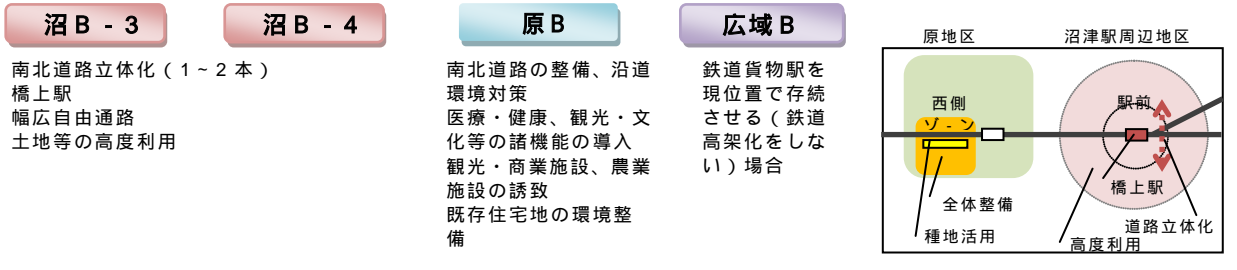 沼B-3
沼B-4
原B
広域B
南北道路立体化(1~2本)
橋上駅
幅広自由通路
土地等の高度利用
南北道路の整備、沿道
環境対策
医療・健康、観光・文
化等の諸機能の導入
観光・商業施設、農業
施設の誘致
既存住宅地の環境整
備
鉄道貨物駅を
現位置で存続
させる(鉄道
高架化をしな
い)場合
原地区
沼津駅周辺地区
西側
ゾ-ン
駅前
橋上駅
全体整備
種地活用
道路立体化
高度利用